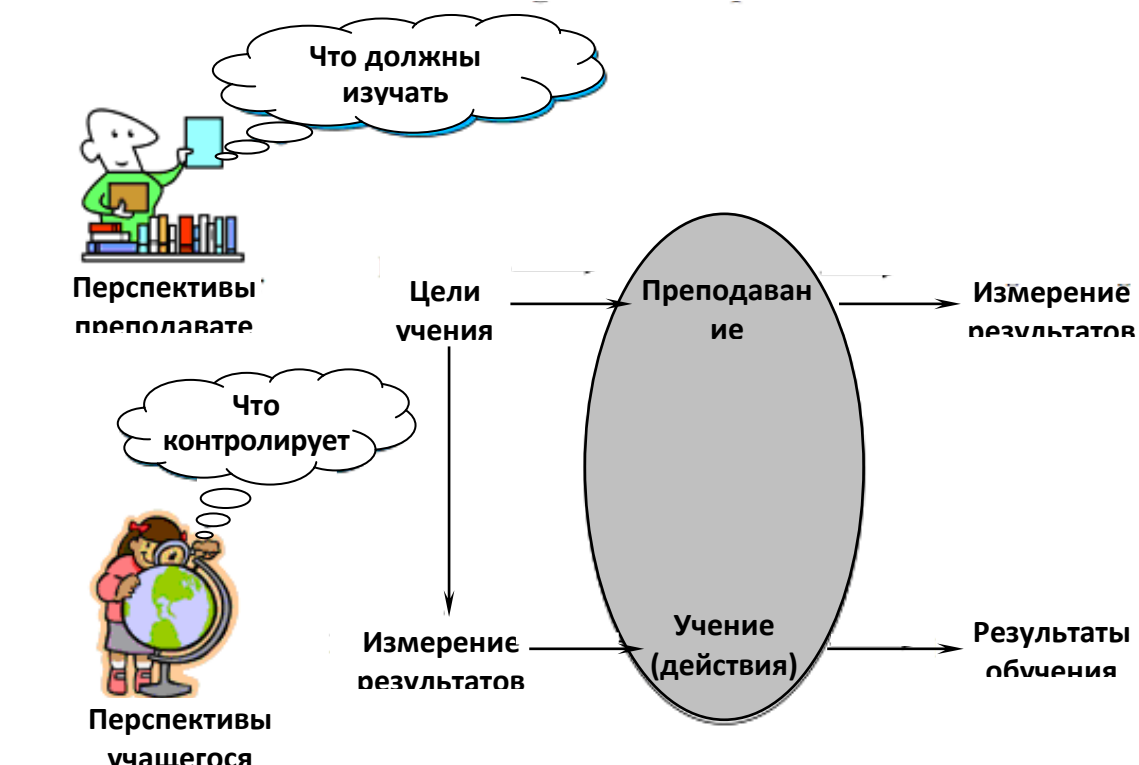 Что должны
изучать
Перспективы
преподавате
Цели
учения
Преподаван
ие
Измерение
результатов
Что
контролирует
Измерение
результатов
Учение
(действия)
Результаты
обучения
Перспективы
учащегося